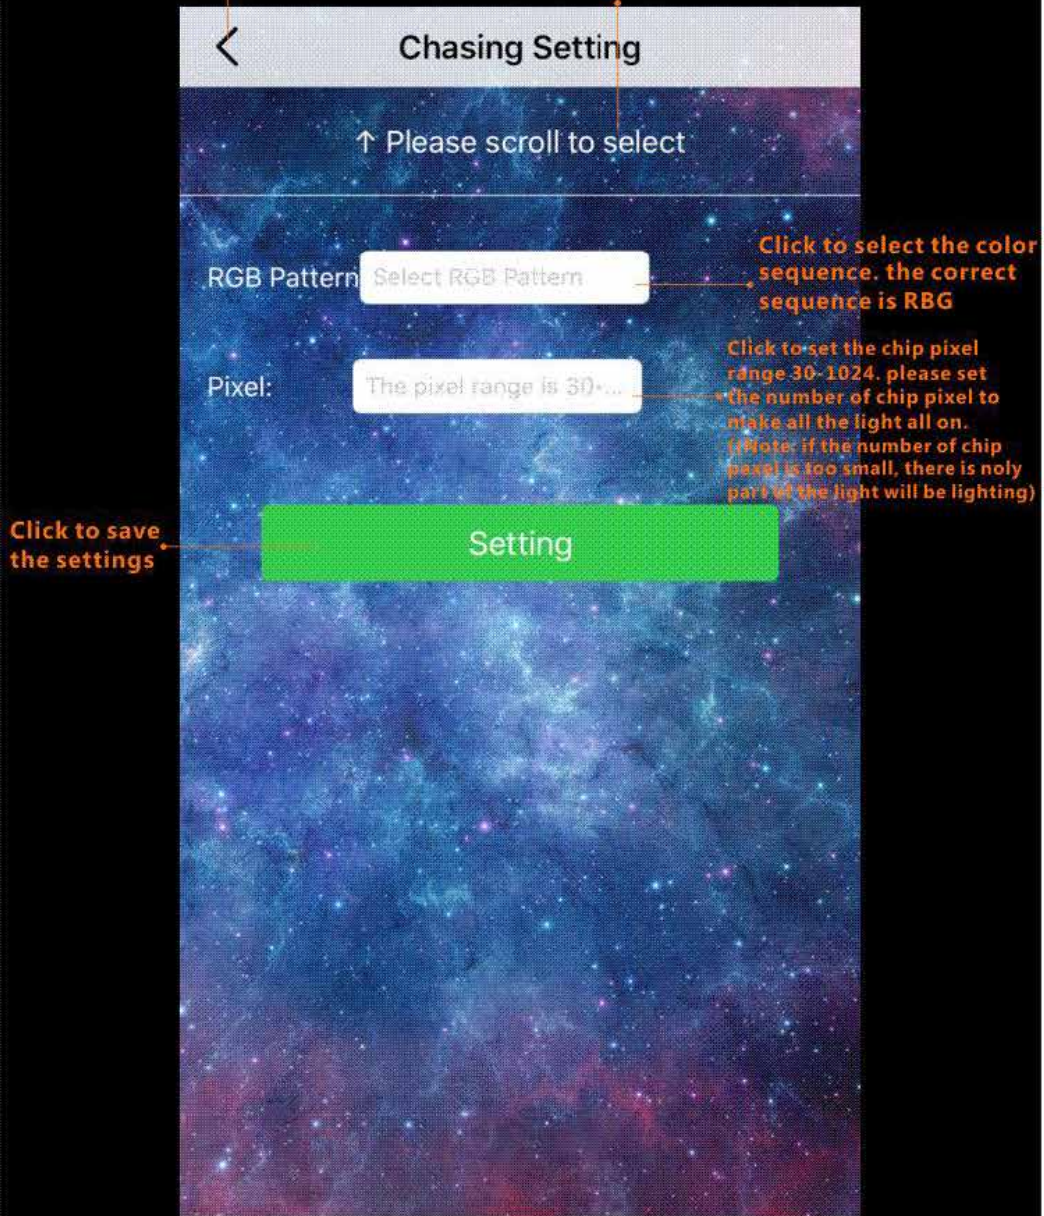 Chasing Setting
↑ Please scroll to select
RGB Pattern
Select RGB Pattern
Click to select the color
sequence. the correct
sequence is RBG
Pixel:
The pixel range is 30-...
Click to set the chip pixel
range 30-1024. please set
the number of chip pixel to
make all the light all on.
((Note: if the number of chip
pexel is too small, there is noly
part of the light will be lighting)
Click to save
the settings
Setting